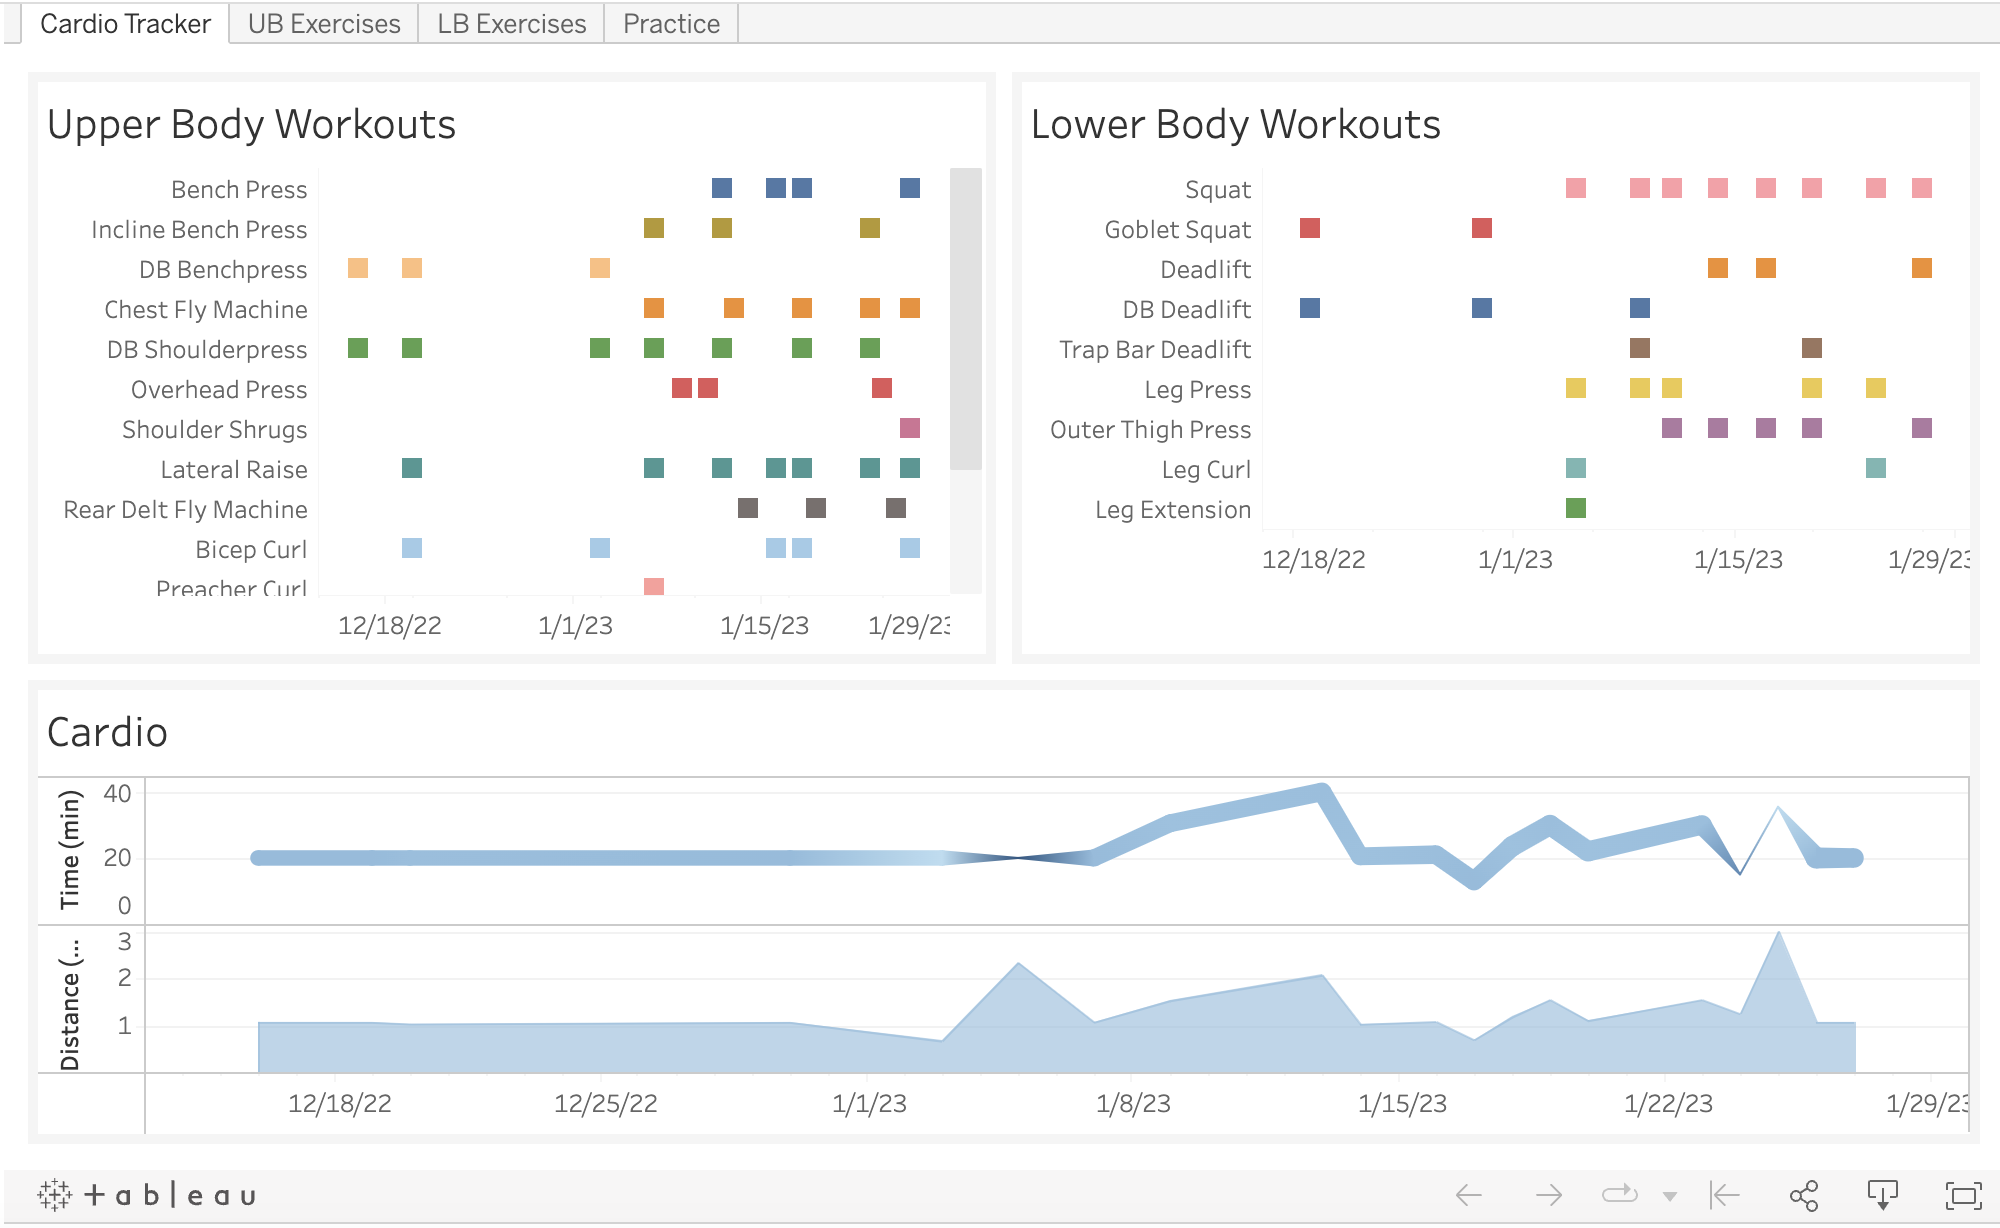 Cardio Tracker UB Exercises LB Exercises Practice
Upper Body Workouts
Bench Press
Incline Bench Press
DB Benchpress
Chest Fly Machine
DB Shoulderpress
Overhead Press
Shoulder Shrugs
Lateral Raise
Rear Delt Fly Machine
Bicep Curl
Preacher Curl
12/18/22 1/1/23 1/15/23 1/29/23
Lower Body Workouts
Squat
Goblet Squat
Deadlift
DB Deadlift
Trap Bar Deadlift
Leg Press
Outer Thigh Press
Leg Curl
Leg Extension
12/18/22 1/1/23 1/15/23 1/29/23
Cardio
Time (min)
40
20
0
Distance (...
3
2
1
12/18/22 12/25/22 1/1/23 1/8/23 1/15/23 1/22/23 1/29/23
+ableau